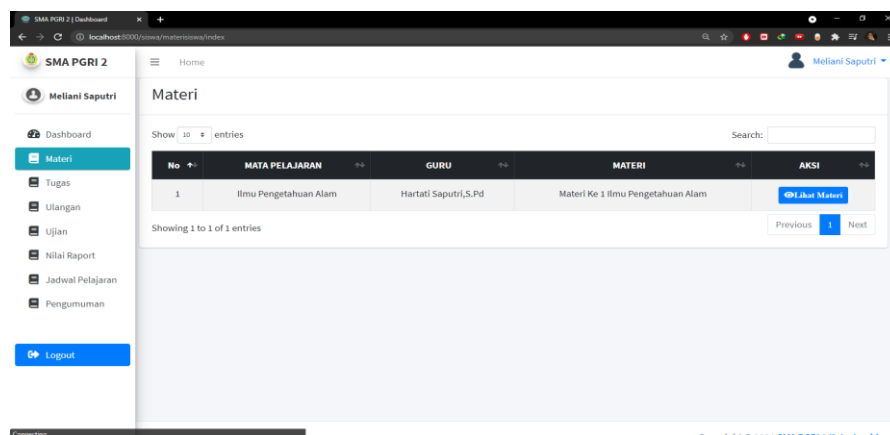 SMA PGRI 2 | Dashboard
localhost:8000/siswa/materisiswa/index
SMA PGRI 2
Home
Meliani Saputri
Meliani Saputri
Materi
Dashboard
Materi
Tugas
Ulangan
Ujian
Nilai Raport
Jadwal Pelajaran
Pengumuman
Logout
Show 10 entries
Search:
No MATA PELAJARAN GURU MATERI AKSI
1 Ilmu Pengetahuan Alam Hartati Saputri,S.Pd Materi Ke 1 Ilmu Pengetahuan Alam Lihat Materi
Showing 1 to 1 of 1 entries
Previous 1 Next